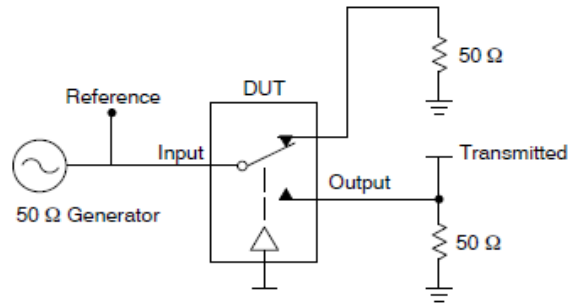 50 Ω
DUT
Reference
Input
Transmitted
Output
50 Ω Generator
50 Ω